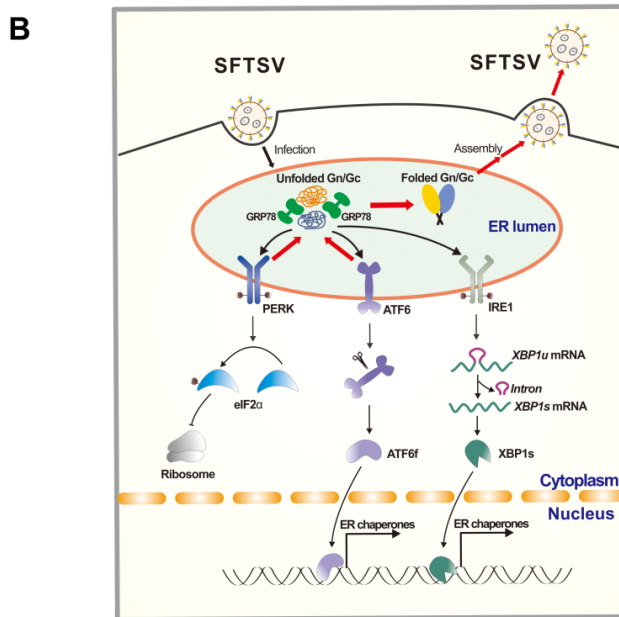 B
SFTSV
SFTSV
Infection
Assembly
Unfolded Gn/Gc
Folded Gn/Gc
GRP78
GRP78
ER lumen
PERK
ATF6
IRE1
XBP1u mRNA
Intron
XBP1s mRNA
eIF2α
Ribosome
ATF6f
XBP1s
Cytoplasm
Nucleus
ER chaperones
ER chaperones